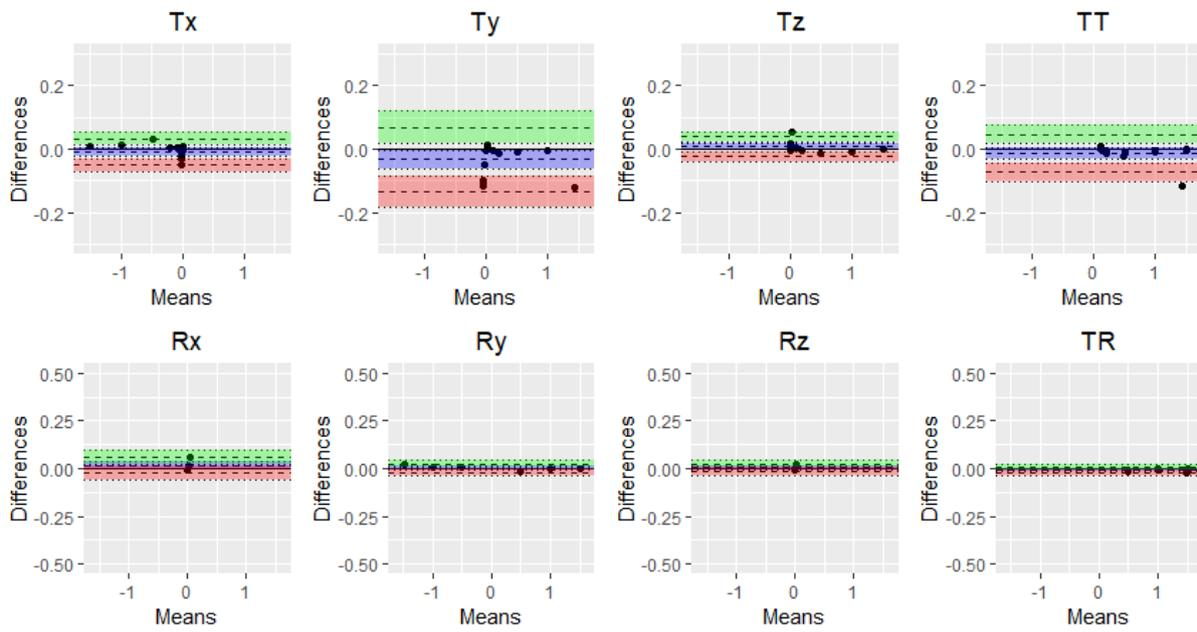 Tx Ty Tz TT
Differences Differences Differences Differences
0.2 0.2 0.2 0.2
0.0 0.0 0.0 0.0
-0.2 -0.2 -0.2 -0.2
-1 0 1 -1 0 1 -1 0 1 -1 0 1
Means Means Means Means
Rx Ry Rz TR
Differences Differences Differences Differences
0.50 0.50 0.50 0.50
0.25 0.25 0.25 0.25
0.00 0.00 0.00 0.00
-0.25 -0.25 -0.25 -0.25
-0.50 -0.50 -0.50 -0.50
-1 0 1 -1 0 1 -1 0 1 -1 0 1
Means Means Means Means